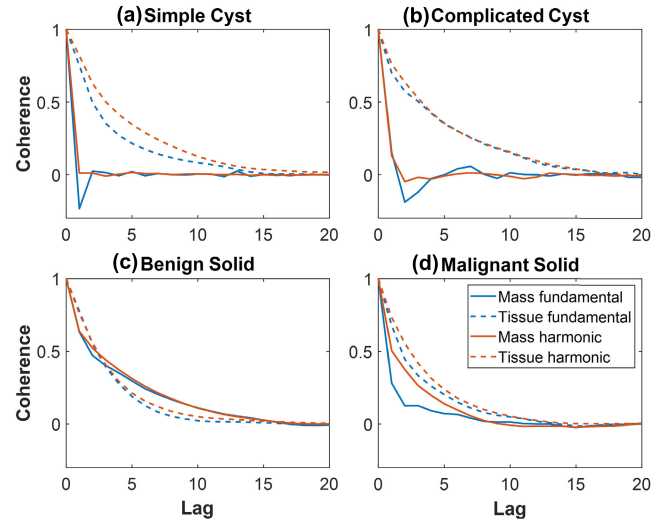 (a) Simple Cyst
(b) Complicated Cyst
Coherence
1
0.5
0
0 5 10 15 20
Lag
1
0.5
0
0 5 10 15 20
Lag
(c) Benign Solid
(d) Malignant Solid
Coherence
1
0.5
0
0 5 10 15 20
Lag
1
0.5
0
Mass fundamental
Tissue fundamental
Mass harmonic
Tissue harmonic
0 5 10 15 20
Lag